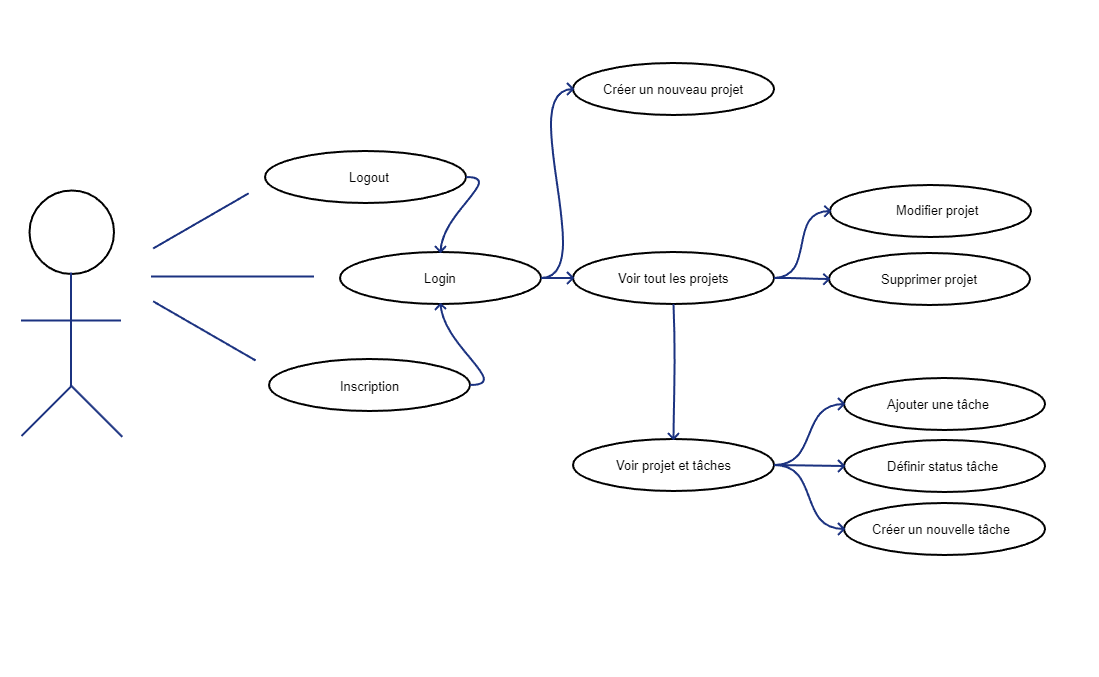 Créer un nouveau projet
Logout
Modifier projet
Login
Voir tout les projets
Supprimer projet
Inscription
Ajouter une tâche
Voir projet et tâches
Définir status tâche
Créer un nouvelle tâche